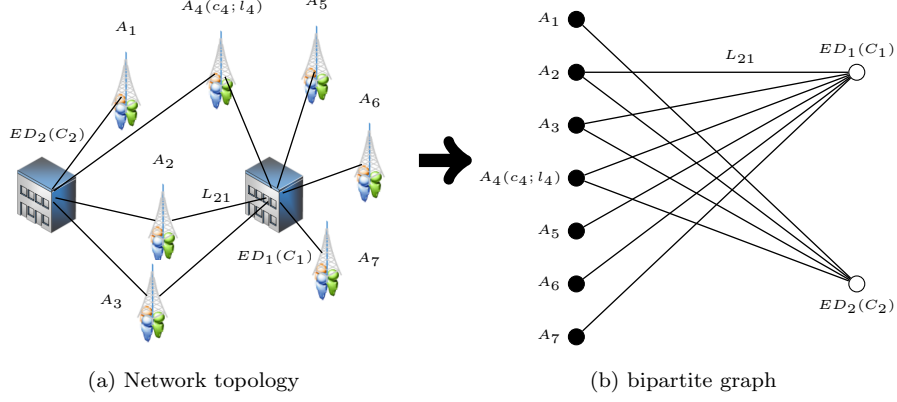 A₄(c₄; l₄)
A₅
A₁
A₆
ED₂(C₂)
A₂
L₂₁
ED₁(C₁)
A₇
A₃
(a) Network topology
A₁
L₂₁
ED₁(C₁)
A₂
A₃
A₄(c₄; l₄)
A₅
A₆
ED₂(C₂)
A₇
(b) bipartite graph